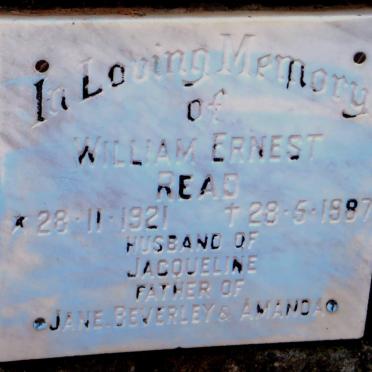 In Loving Memory
of
WILLIAM ERNEST
READ
* 28·11·1921 † 28·5·1987
HUSBAND OF
JACQUELINE
FATHER OF
JANE, BEVERLEY & AMANDA